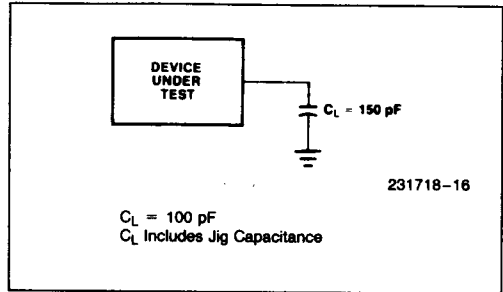 DEVICE
UNDER
TEST
C_L = 150 pF
231718-16
C_L = 100 pF
C_L Includes Jig Capacitance